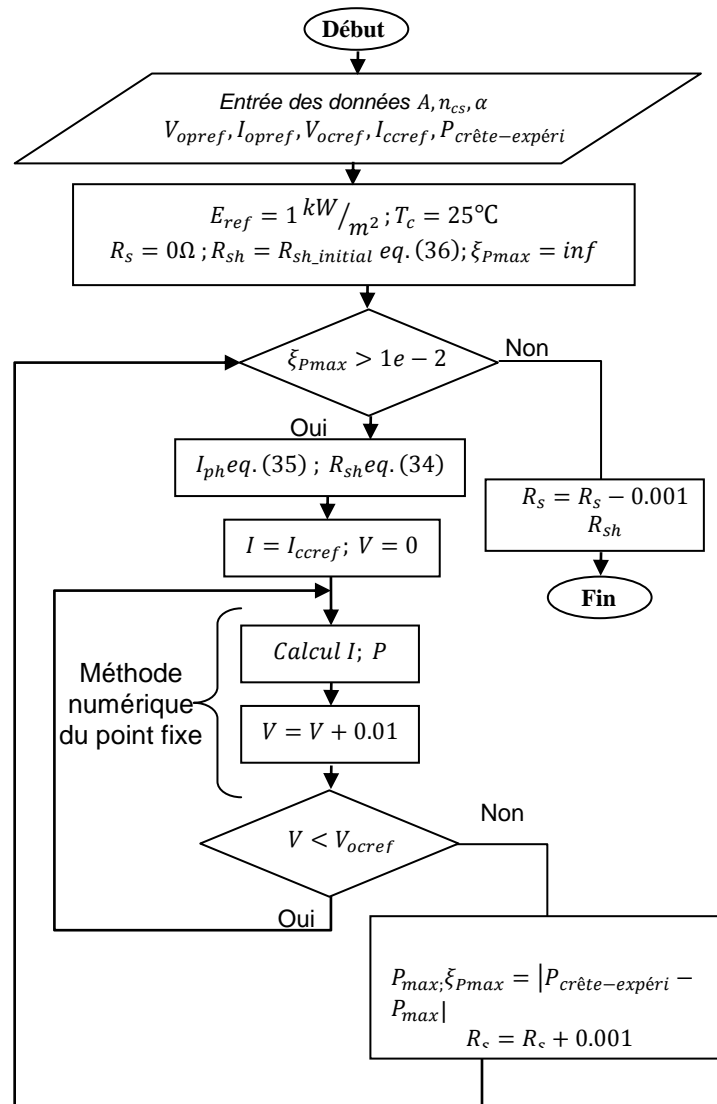 Début
Entrée des données A, n_cs, α
V_opref, I_opref, V_ocref, I_ccref, P_crête−expéri
E_ref = 1 kW/m²; T_c = 25℃
R_s = 0Ω ; R_sh = R_sh_initial eq. (36); ξ_Pmax = inf
ξ_Pmax > 1e − 2
Non
Oui
I_ph eq. (35) ; R_sh eq. (34)
R_s = R_s − 0.001
R_sh
I = I_ccref; V = 0
Fin
Calcul I; P
Méthode
numérique
du point fixe
V = V + 0.01
Non
V < V_ocref
Oui
P_max; ξ_Pmax = |P_crête−expéri −
P_max|
R_s = R_s + 0.001